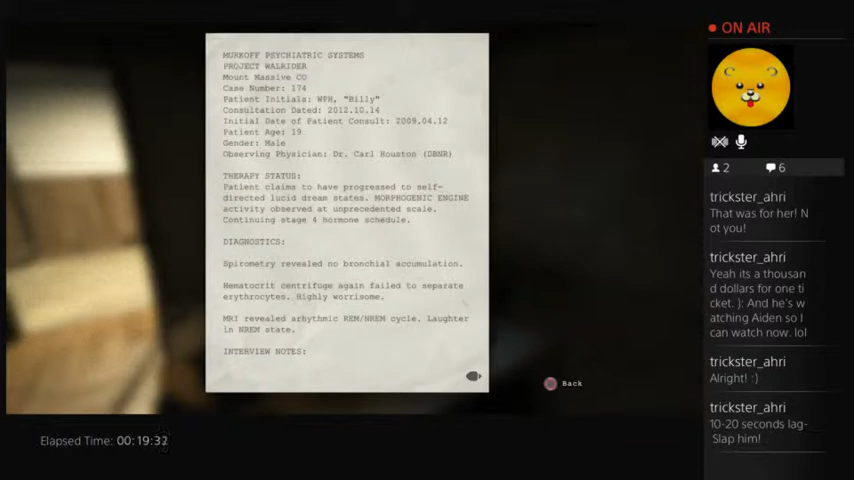 MURKOFF PSYCHIATRIC SYSTEMS
PROJECT WALRIDER
Mount Massive CO
Case Number: 174
Patient Initials: WPH, "Billy"
Consultation Dated: 2012.10.14
Initial Date of Patient Consult: 2009.04.12
Patient Age: 19
Gender: Male
Observing Physician: Dr. Carl Houston (DBNR)
THERAPY STATUS:
Patient claims to have progressed to self-
directed lucid dream states. MORPHOGENIC ENGINE
activity observed at unprecedented scale.
Continuing stage 4 hormone schedule.
DIAGNOSTICS:
Spirometry revealed no bronchial accumulation.
Hematocrit centrifuge again failed to separate
erythrocytes. Highly worrisome.
MRI revealed arhythmic REM/NREM cycle. Laughter
in NREM state.
INTERVIEW NOTES:
Back
Elapsed Time: 00:19:32
ON AIR
2 6
trickster_ahri
That was for her! N
ot you!
trickster_ahri
Yeah its a thousan
d dollars for one ti
cket. ): And he's w
atching Aiden so I
can watch now. lol
trickster_ahri
Alright! :)
trickster_ahri
10-20 seconds lag-
Slap him!